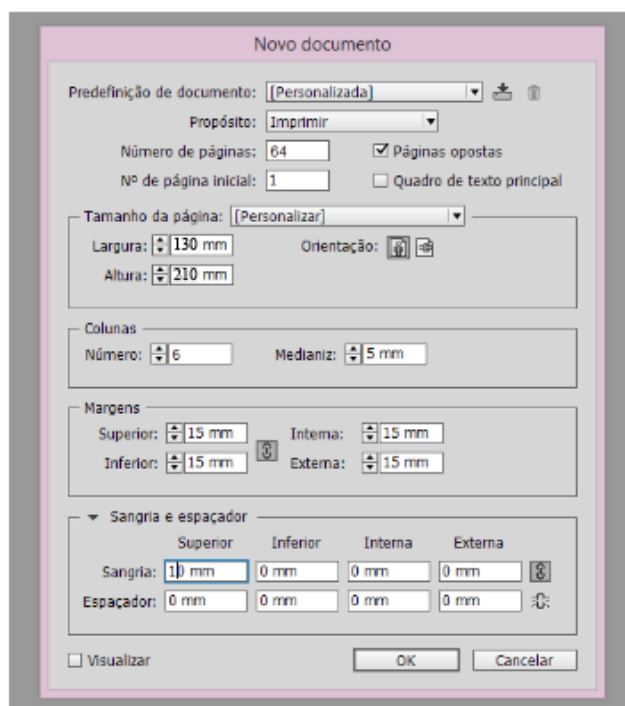 Novo documento
Predefinição de documento: [Personalizada]
Propósito: Imprimir
Número de páginas: 64 Páginas opostas
Nº de página inicial: 1 Quadro de texto principal
Tamanho da página: [Personalizar]
Largura: 130 mm Orientação:
Altura: 210 mm
Colunas
Número: 6 Medianiz: 5 mm
Margens
Superior: 15 mm Interna: 15 mm
Inferior: 15 mm Externa: 15 mm
Sangria e espaçador
Superior Inferior Interna Externa
Sangria: 10 mm 0 mm 0 mm 0 mm
Espaçador: 0 mm 0 mm 0 mm 0 mm
Visualizar OK Cancelar